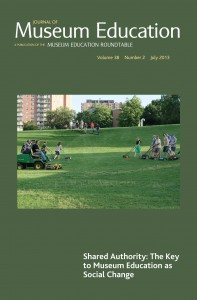 JOURNAL OF
Museum Education
A PUBLICATION OF THE MUSEUM EDUCATION ROUNDTABLE
Volume 38 Number 2 July 2013
Shared Authority: The Key
to Museum Education as
Social Change